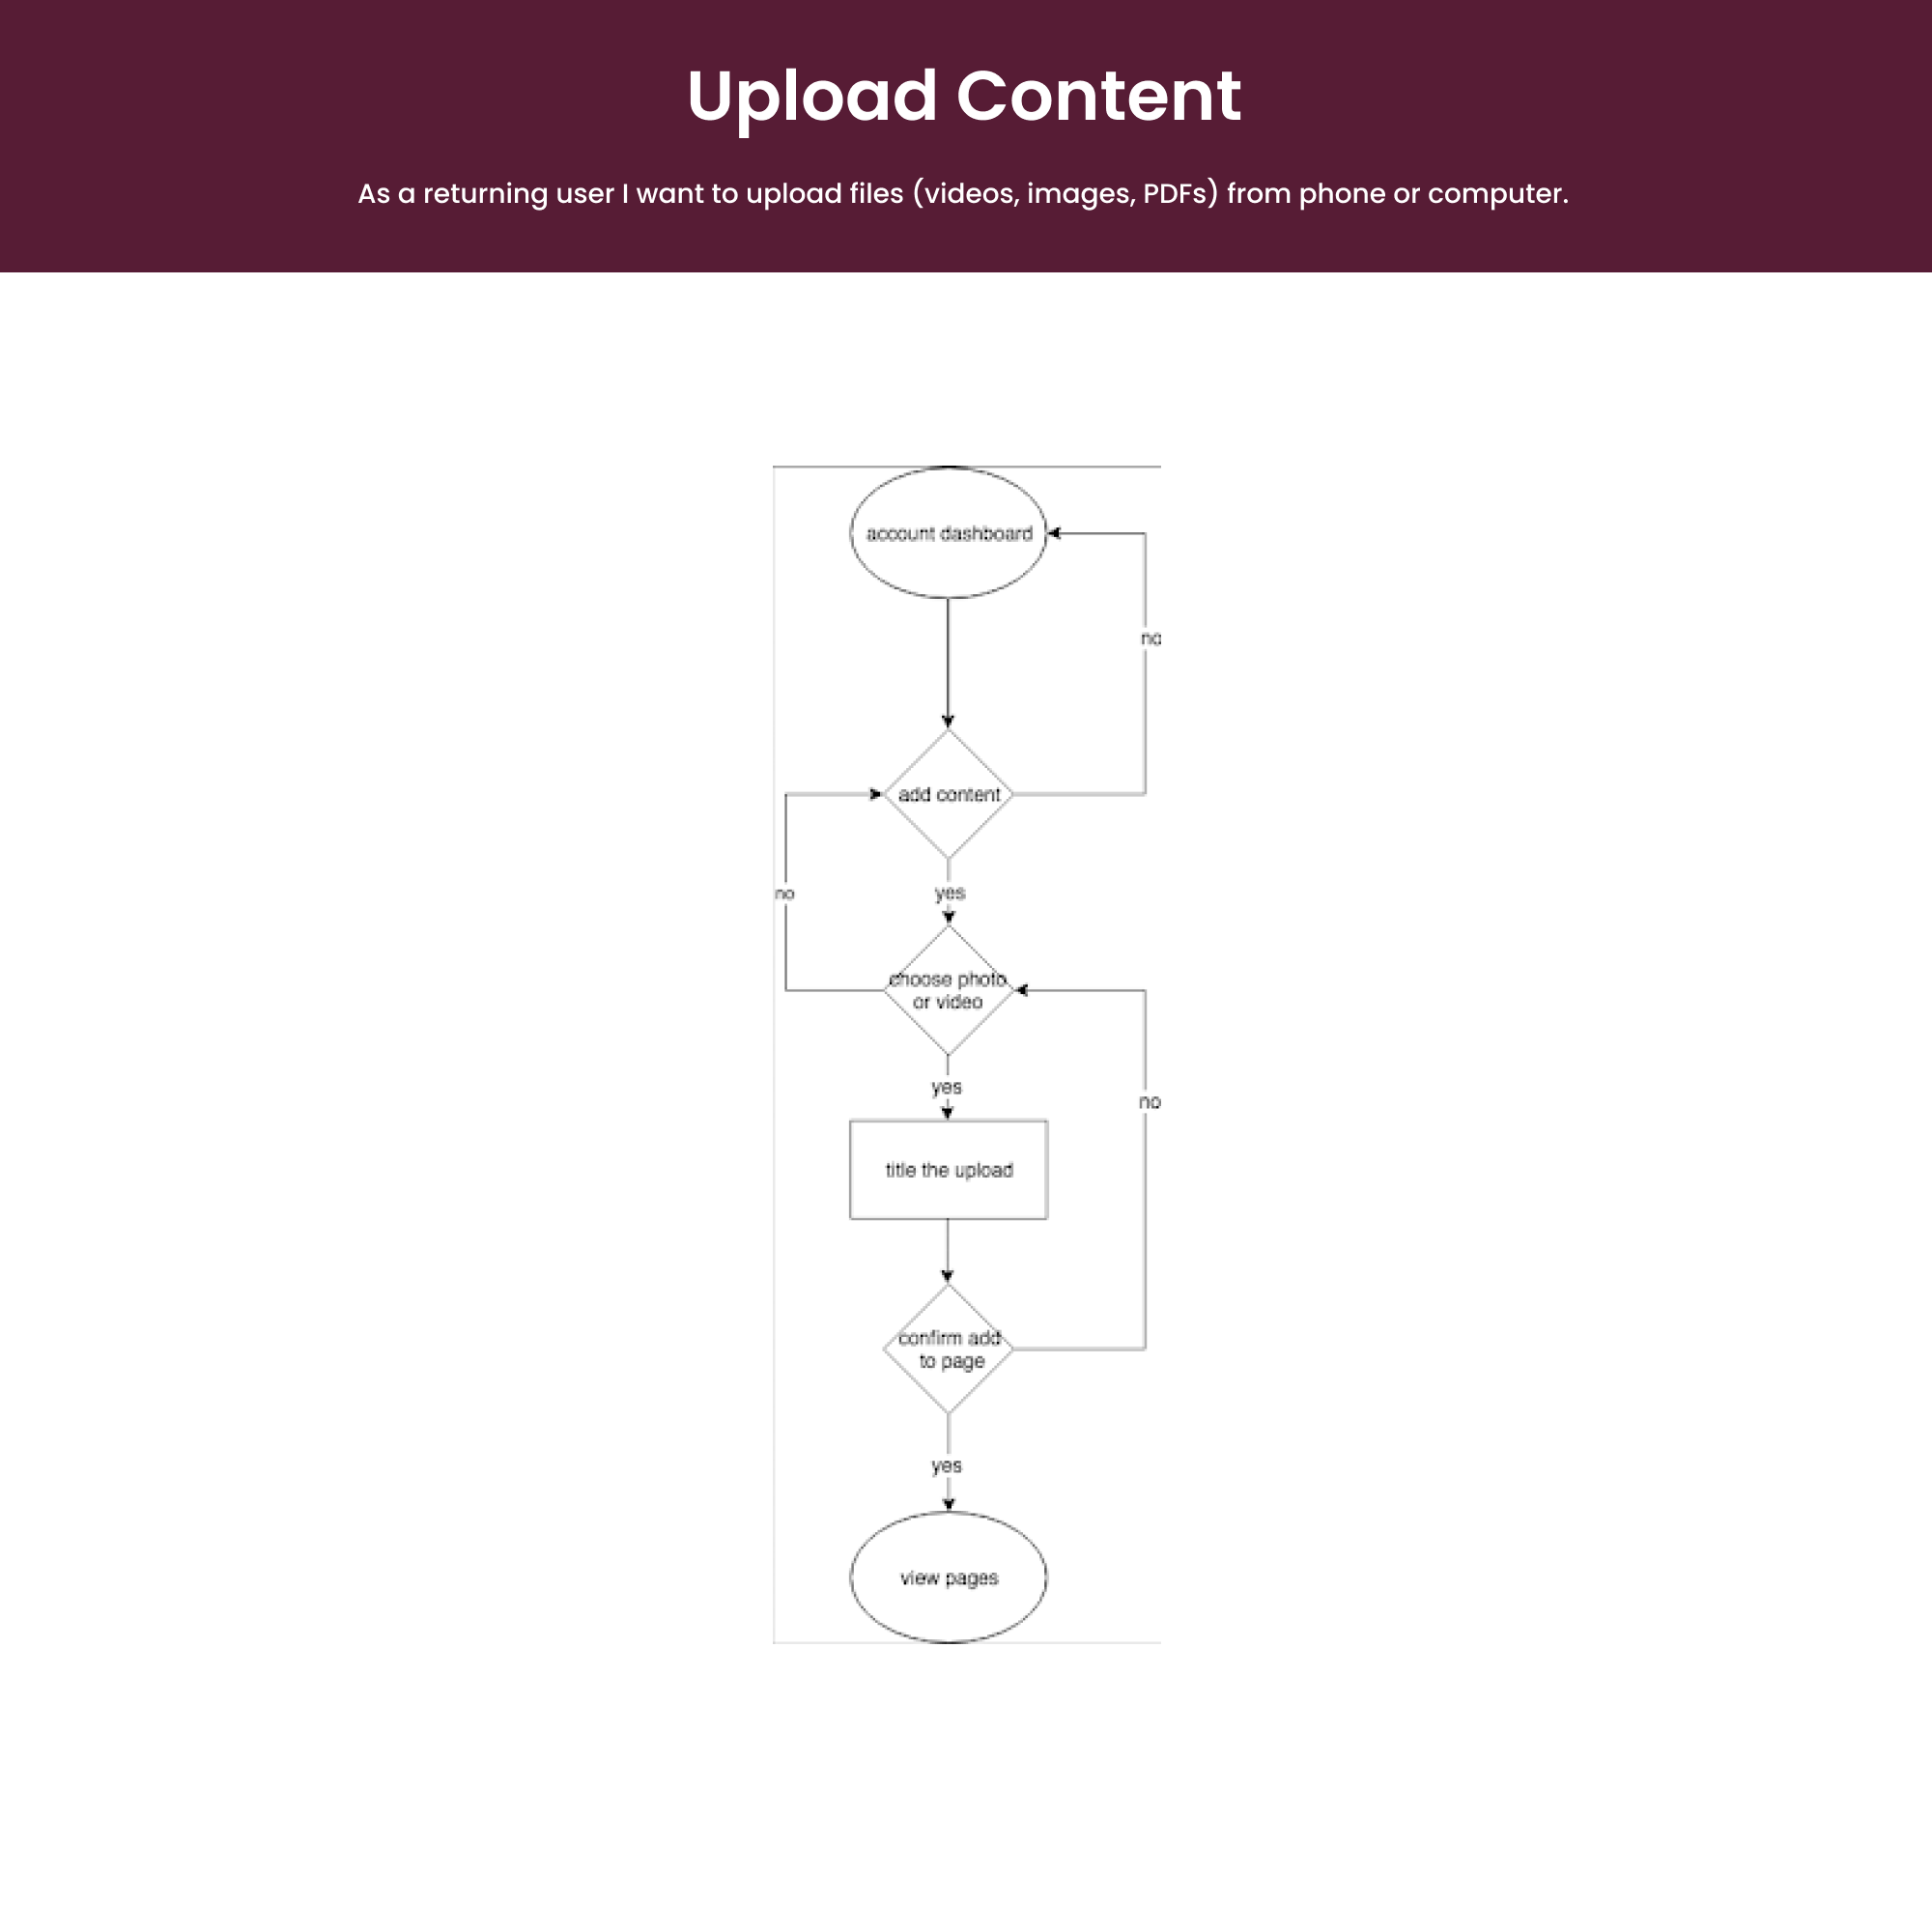 Upload Content
As a returning user I want to upload files (videos, images, PDFs) from phone or computer.
account dashboard
no
add content
no
yes
choose photo
or video
yes
no
title the upload
confirm add
to page
yes
view pages